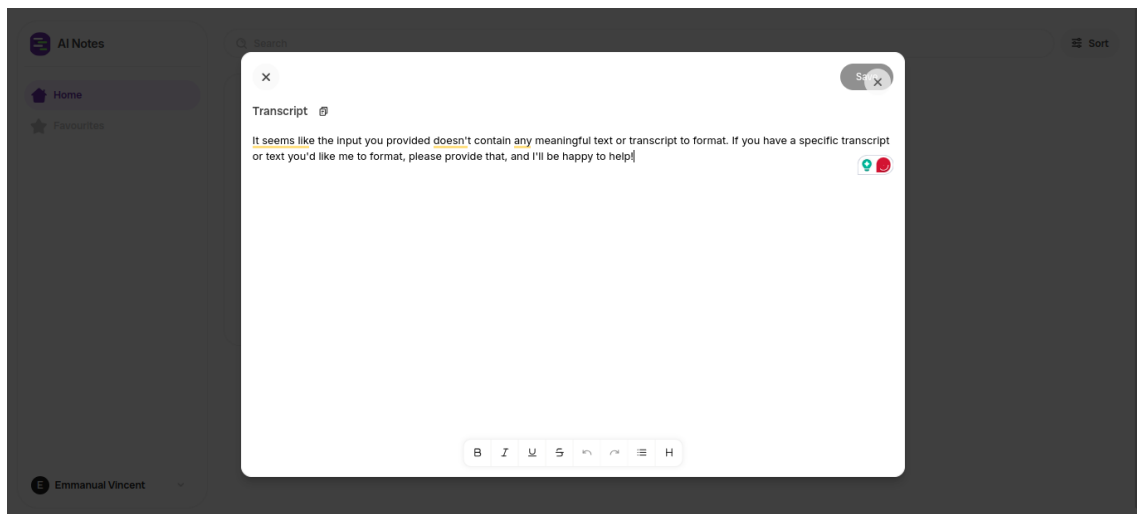 AI Notes
Search
Sort
Home
Favourites
Save
Transcript
It seems like the input you provided doesn't contain any meaningful text or transcript to format. If you have a specific transcript
or text you'd like me to format, please provide that, and I'll be happy to help!
B I U S H
E Emmanual Vincent